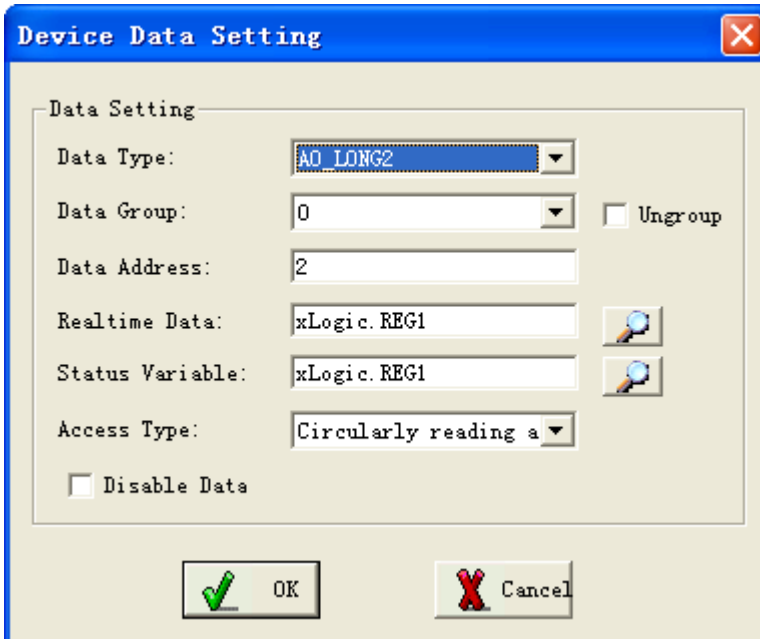 Device Data Setting
Data Setting
Data Type: AO_LONG2
Data Group: 0 Ungroup
Data Address: 2
Realtime Data: xLogic.REG1
Status Variable: xLogic.REG1
Access Type: Circularly reading a
Disable Data
OK Cancel